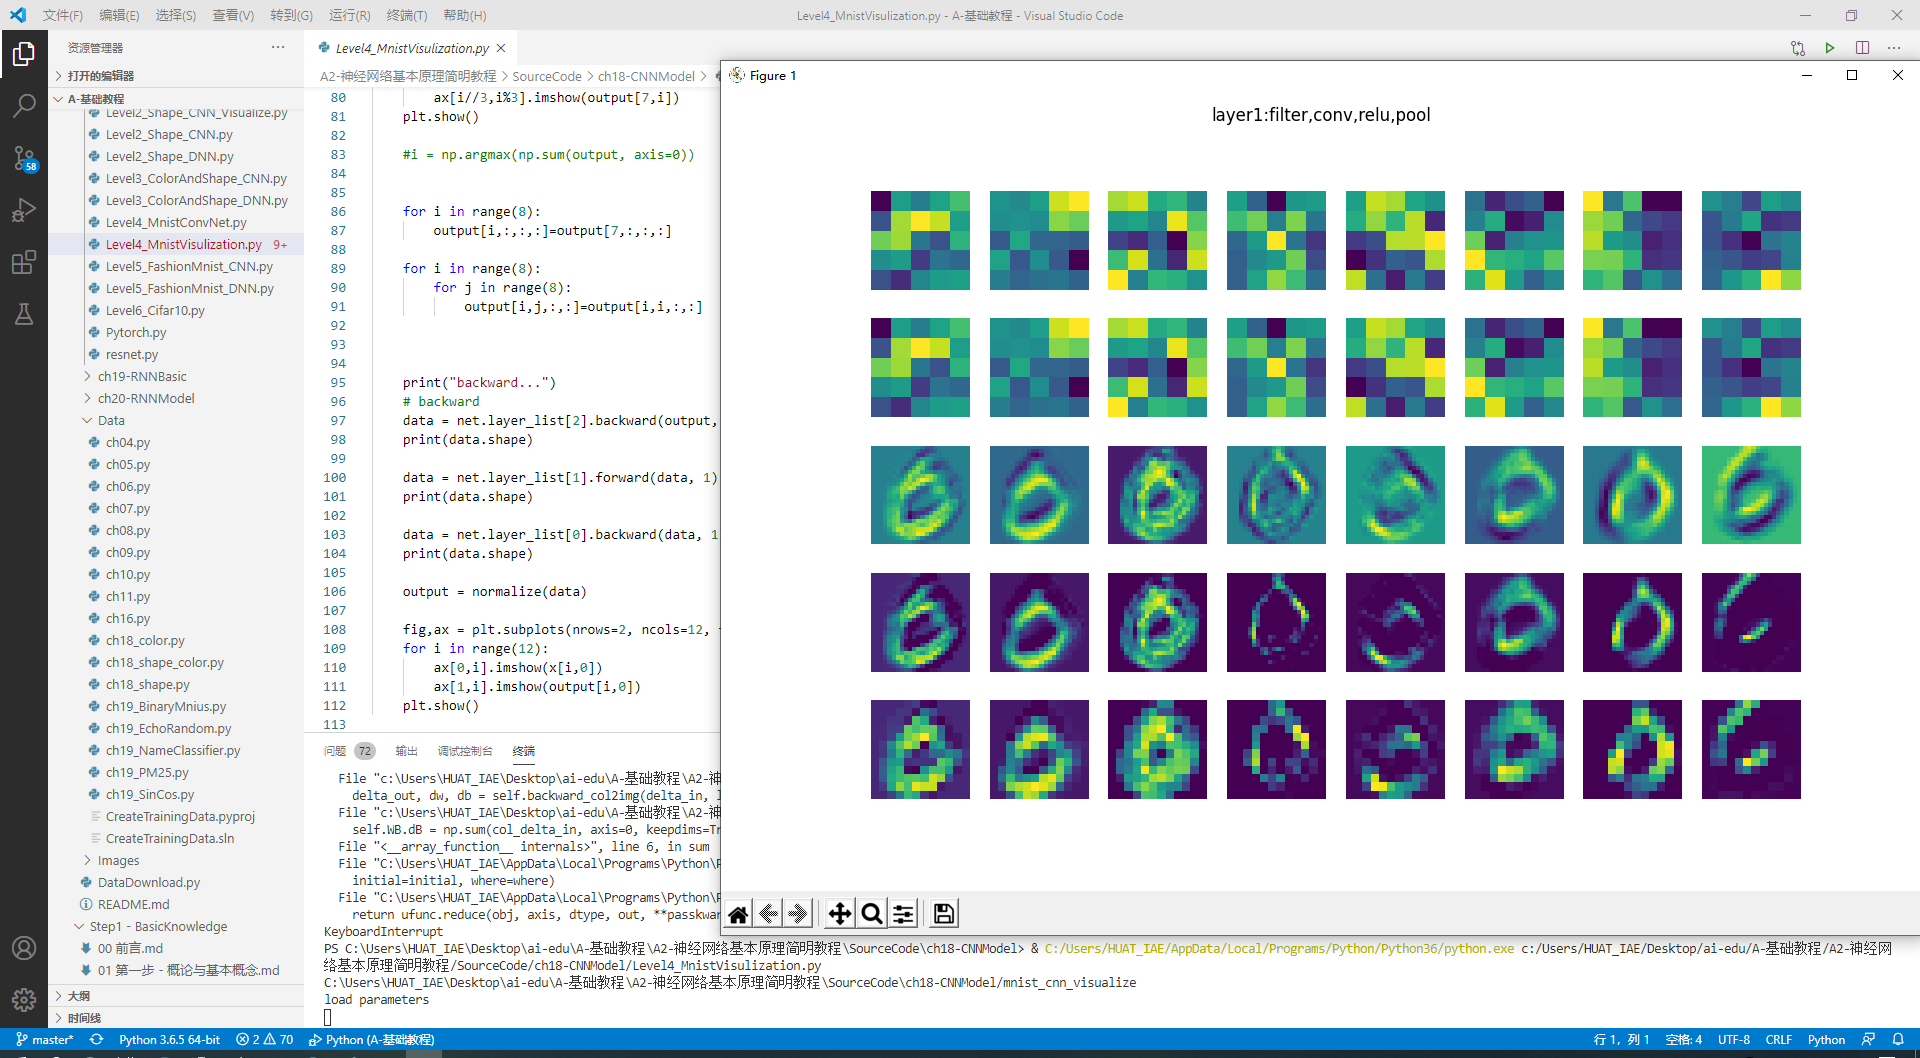 文件(F) 编辑(E) 选择(S) 查看(V) 转到(G) 运行(R) 终端(T) 帮助(H)
Level4_MnistVisulization.py - A-基础教程 - Visual Studio Code
资源管理器
打开的编辑器
A-基础教程
Level2_Shape_CNN_Visualize.py
Level2_Shape_CNN.py
Level2_Shape_DNN.py
Level3_ColorAndShape_CNN.py
Level3_ColorAndShape_DNN.py
Level4_MnistConvNet.py
Level4_MnistVisulization.py 9+
Level5_FashionMnist_CNN.py
Level5_FashionMnist_DNN.py
Level6_Cifar10.py
Pytorch.py
resnet.py
ch19-RNNBasic
ch20-RNNModel
Data
ch04.py
ch05.py
ch06.py
ch07.py
ch08.py
ch09.py
ch10.py
ch11.py
ch16.py
ch18_color.py
ch18_shape_color.py
ch18_shape.py
ch19_BinaryMnius.py
ch19_EchoRandom.py
ch19_NameClassifier.py
ch19_PM25.py
ch19_SinCos.py
CreateTrainingData.pyproj
CreateTrainingData.sln
Images
DataDownload.py
README.md
Step1 - BasicKnowledge
00 前言.md
01 第一步 - 概论与基本概念.md
大纲
时间线
58
Level4_MnistVisulization.py
A2-神经网络基本原理简明教程 > SourceCode > ch18-CNNModel >
80 ax[i//3,i%3].imshow(output[7,i])
81 plt.show()
82
83 #i = np.argmax(np.sum(output, axis=0))
84
85
86 for i in range(8):
87 output[i,:,:,:]=output[7,:,:,:]
88
89 for i in range(8):
90 for j in range(8):
91 output[i,j,:,:]=output[i,i,:,:]
92
93
94
95 print("backward...")
96 # backward
97 data = net.layer_list[2].backward(output,
98 print(data.shape)
99
100 data = net.layer_list[1].forward(data, 1)
101 print(data.shape)
102
103 data = net.layer_list[0].backward(data, 1
104 print(data.shape)
105
106 output = normalize(data)
107
108 fig,ax = plt.subplots(nrows=2, ncols=12,
109 for i in range(12):
110 ax[0,i].imshow(x[i,0])
111 ax[1,i].imshow(output[i,0])
112 plt.show()
113
Figure 1
layer1:filter,conv,relu,pool
问题 72 输出 调试控制台 终端
File "c:\Users\HUAT_IAE\Desktop\ai-edu\A-基础教程\A2-神
delta_out, dw, db = self.backward_col2img(delta_in, l
File "c:\Users\HUAT_IAE\Desktop\ai-edu\A-基础教程\A2-神
self.WB.dB = np.sum(col_delta_in, axis=0, keepdims=Tr
File "<__array_function__ internals>", line 6, in sum
File "C:\Users\HUAT_IAE\AppData\Local\Programs\Python\P
initial=initial, where=where)
File "C:\Users\HUAT_IAE\AppData\Local\Programs\Python\P
return ufunc.reduce(obj, axis, dtype, out, **passkwar
KeyboardInterrupt
PS C:\Users\HUAT_IAE\Desktop\ai-edu\A-基础教程\A2-神经网络基本原理简明教程\SourceCode\ch18-CNNModel> & C:/Users/HUAT_IAE/AppData/Local/Programs/Python/Python36/python.exe c:/Users/HUAT_IAE/Desktop/ai-edu/A-基础教程/A2-神经网
络基本原理简明教程/SourceCode/ch18-CNNModel/Level4_MnistVisulization.py
C:\Users\HUAT_IAE\Desktop\ai-edu\A-基础教程\A2-神经网络基本原理简明教程\SourceCode\ch18-CNNModel/mnist_cnn_visualize
load parameters
master* Python 3.6.5 64-bit 2 70 Python (A-基础教程)
行 1，列 1 空格: 4 UTF-8 CRLF Python